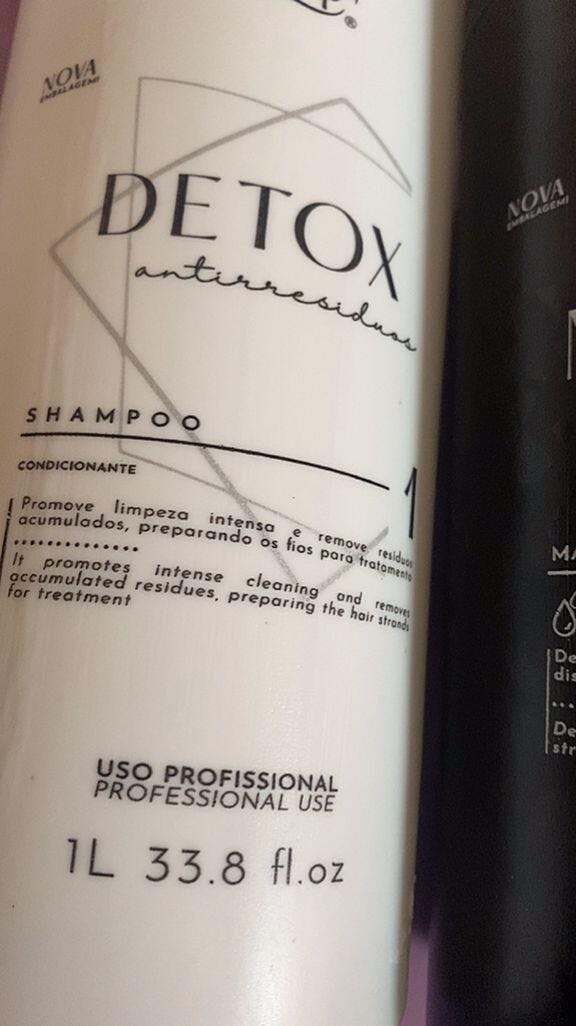 NOVA
EMBALAGEM!
DETOX
antirresiduos
SHAMPOO
CONDICIONANTE
1
Promove limpeza intensa e remove resíduos
acumulados, preparando os fios para tratamento
It promotes intense cleaning and removes
accumulated residues, preparing the hair strands
for treatment
USO PROFISSIONAL
PROFESSIONAL USE
1L 33.8 fl.oz
NOVA
EMBALAGEM!